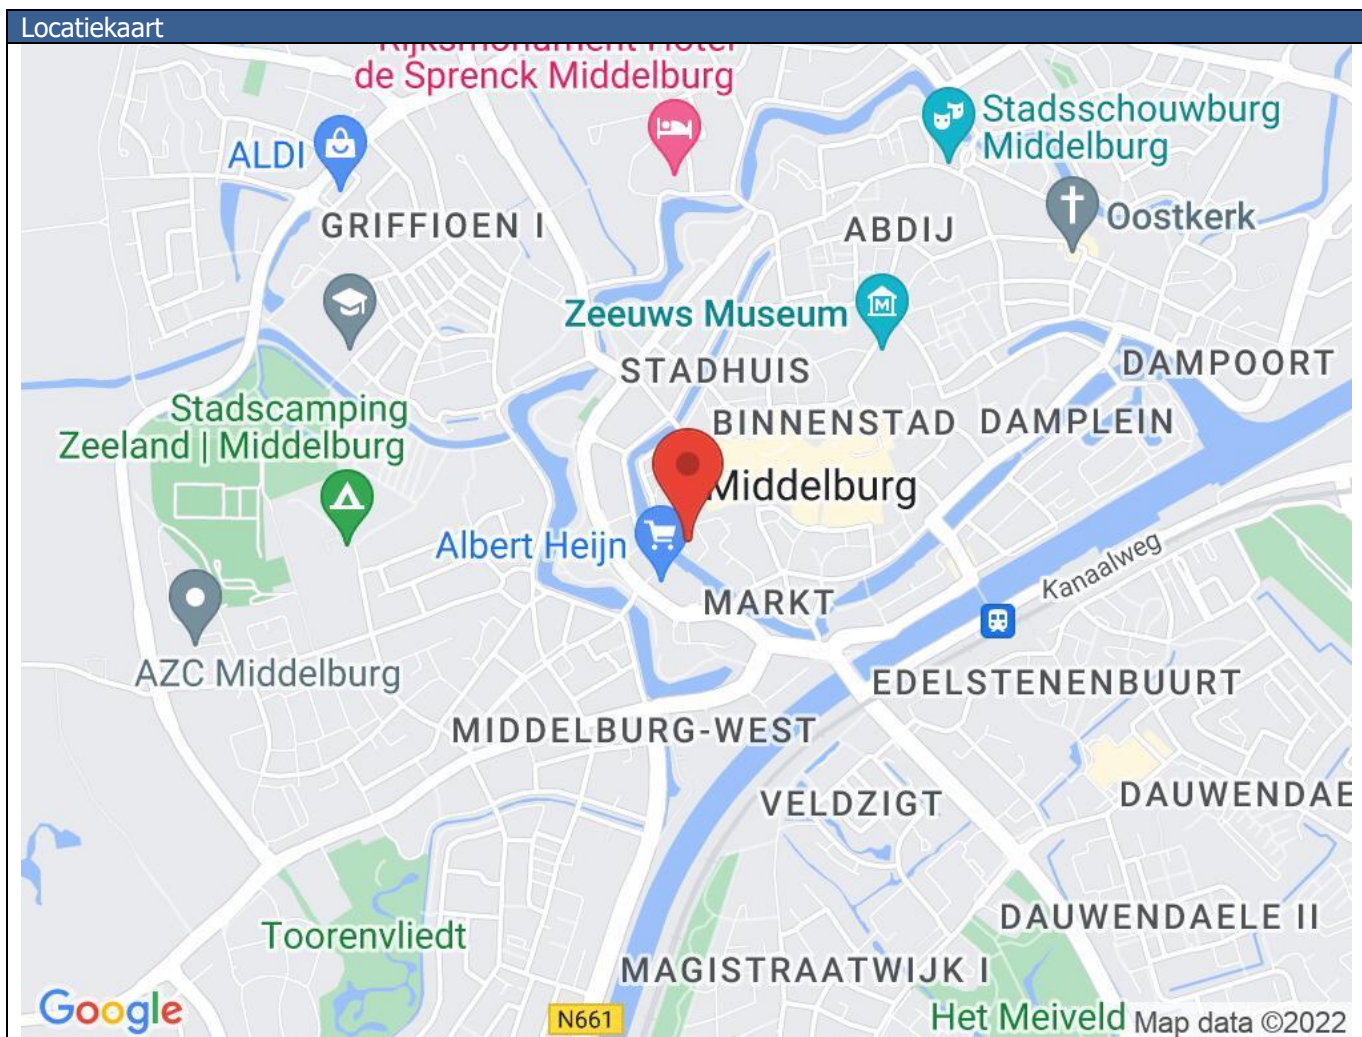 Locatiekaart
Rijksmonument Hotel
de Sprenck Middelburg
Stadsschouwburg
Middelburg
ALDI
GRIFFIOEN I
ABDIJ
Oostkerk
Zeeuws Museum
M
STADHUIS
DAMPOORT
Stadscamping
Zeeland | Middelburg
BINNENSTAD
DAMPLEIN
Middelburg
Albert Heijn
Kanaalweg
MARKT
AZC Middelburg
EDELSTENENBUURT
MIDDELBURG-WEST
VELDZIGT
DAUWENDAE
Toorenvliedt
DAUWENDAELE II
MAGISTRAATWIJK I
Google
N661
Het Meiveld
Map data ©2022